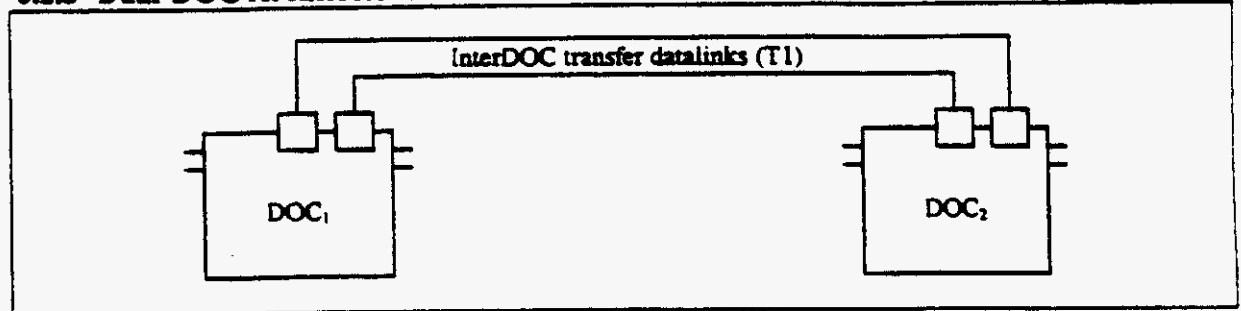 InterDOC transfer datalinks (T1)
DOC₁ DOC₂